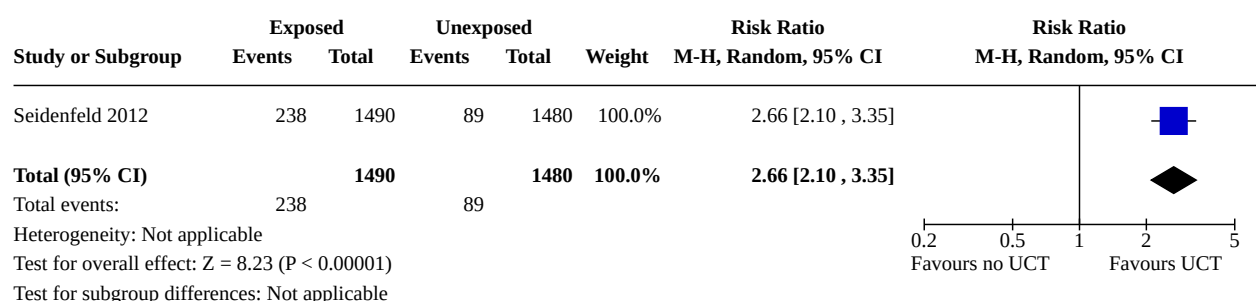 Exposed Unexposed Risk Ratio Risk Ratio
Study or Subgroup Events Total Events Total Weight M-H, Random, 95% CI M-H, Random, 95% CI
Seidenfeld 2012 238 1490 89 1480 100.0% 2.66 [2.10 , 3.35]
Total (95% CI) 1490 1480 100.0% 2.66 [2.10 , 3.35]
Total events: 238 89
Heterogeneity: Not applicable 0.2 0.5 1 2 5
Test for overall effect: Z = 8.23 (P < 0.00001) Favours no UCT Favours UCT
Test for subgroup differences: Not applicable